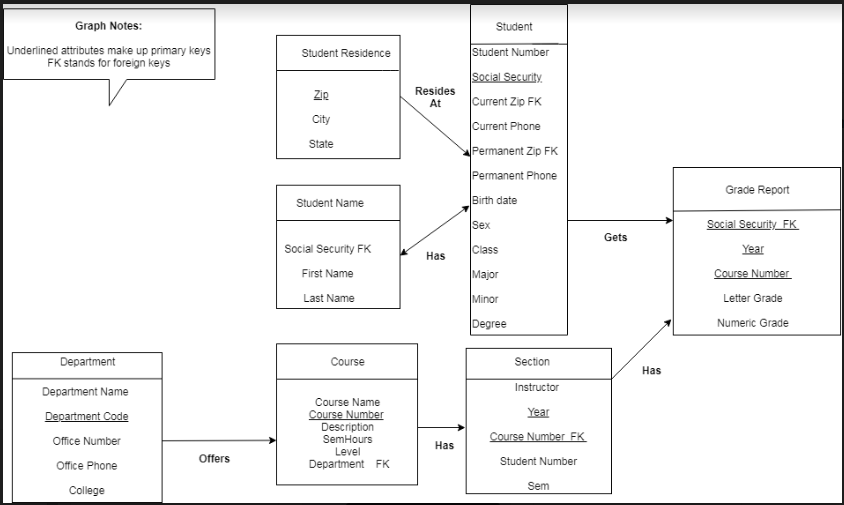 Graph Notes:
Underlined attributes make up primary keys
FK stands for foreign keys
Student Residence
Zip
City
State
Resides
At
Student
Student Number
Social Security
Current Zip FK
Current Phone
Permanent Zip FK
Permanent Phone
Birth date
Sex
Class
Major
Minor
Degree
Student Name
Social Security FK
First Name
Last Name
Has
Gets
Grade Report
Social Security FK
Year
Course Number
Letter Grade
Numeric Grade
Department
Department Name
Department Code
Office Number
Office Phone
College
Offers
Course
Course Name
Course Number
Description
SemHours
Level
Department FK
Has
Section
Instructor
Year
Course Number FK
Student Number
Sem
Has